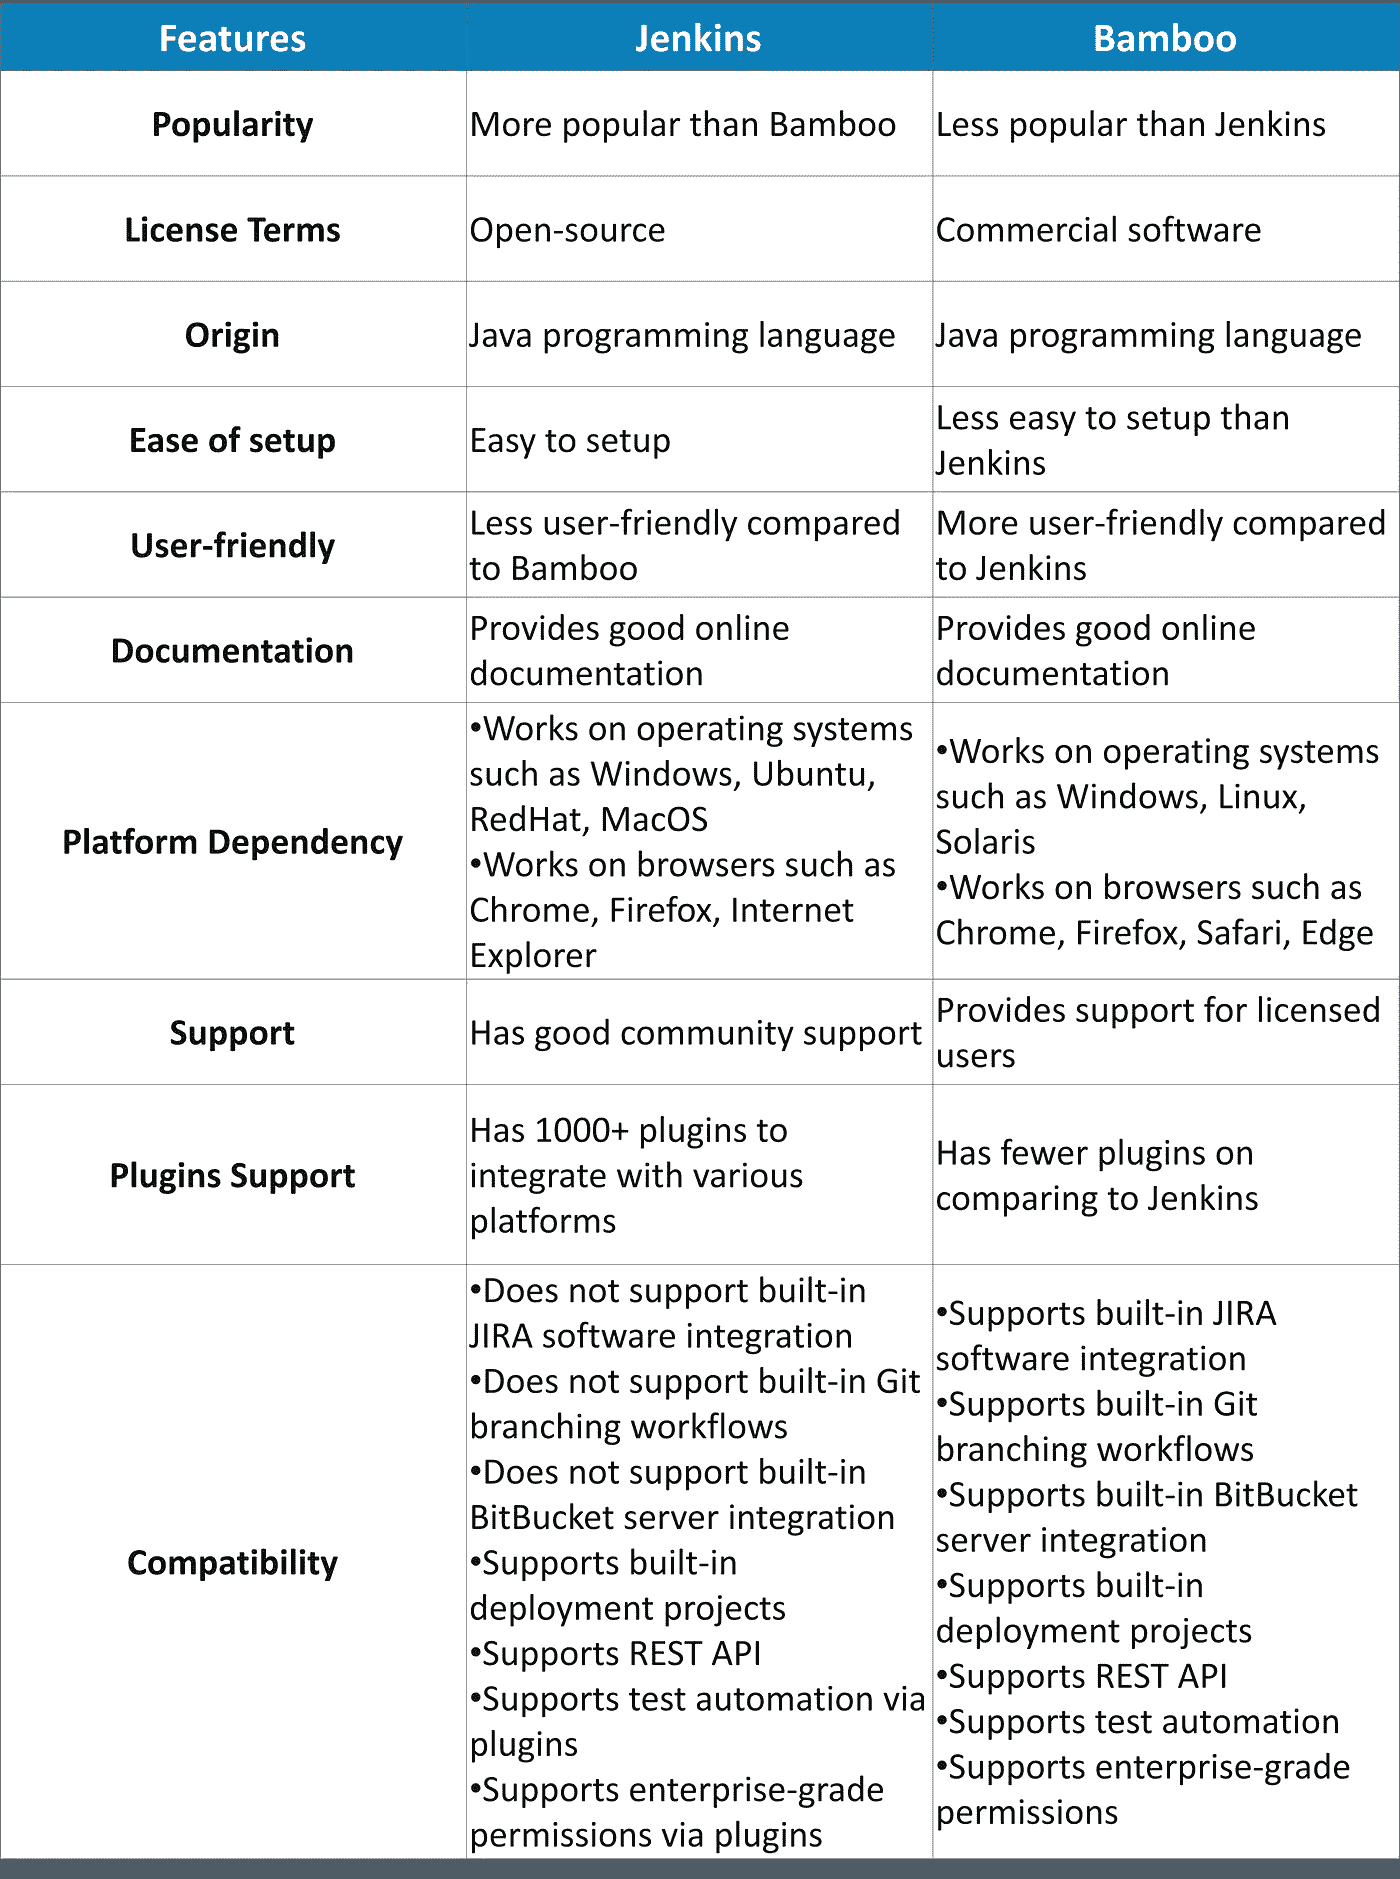 Features
Jenkins
Bamboo
Popularity
More popular than Bamboo
Less popular than Jenkins
License Terms
Open-source
Commercial software
Origin
Java programming language
Java programming language
Ease of setup
Easy to setup
Less easy to setup than
Jenkins
User-friendly
Less user-friendly compared
to Bamboo
More user-friendly compared
to Jenkins
Documentation
Provides good online
documentation
Provides good online
documentation
Platform Dependency
•Works on operating systems
such as Windows, Ubuntu,
RedHat, MacOS
•Works on browsers such as
Chrome, Firefox, Internet
Explorer
•Works on operating systems
such as Windows, Linux,
Solaris
•Works on browsers such as
Chrome, Firefox, Safari, Edge
Support
Has good community support
Provides support for licensed
users
Plugins Support
Has 1000+ plugins to
integrate with various
platforms
Has fewer plugins on
comparing to Jenkins
Compatibility
•Does not support built-in
JIRA software integration
•Does not support built-in Git
branching workflows
•Does not support built-in
BitBucket server integration
•Supports built-in
deployment projects
•Supports REST API
•Supports test automation via
plugins
•Supports enterprise-grade
permissions via plugins
•Supports built-in JIRA
software integration
•Supports built-in Git
branching workflows
•Supports built-in BitBucket
server integration
•Supports built-in
deployment projects
•Supports REST API
•Supports test automation
•Supports enterprise-grade
permissions